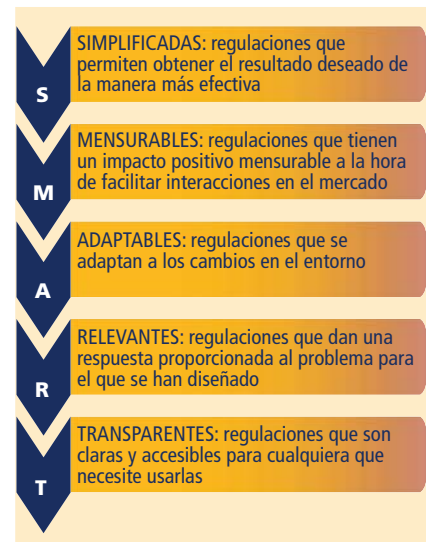 S
SIMPLIFICADAS: regulaciones que
permiten obtener el resultado deseado de
la manera más efectiva
M
MENSURABLES: regulaciones que tienen
un impacto positivo mensurable a la hora
de facilitar interacciones en el mercado
A
ADAPTABLES: regulaciones que se
adaptan a los cambios en el entorno
R
RELEVANTES: regulaciones que dan una
respuesta proporcionada al problema para
el que se han diseñado
T
TRANSPARENTES: regulaciones que son
claras y accesibles para cualquiera que
necesite usarlas